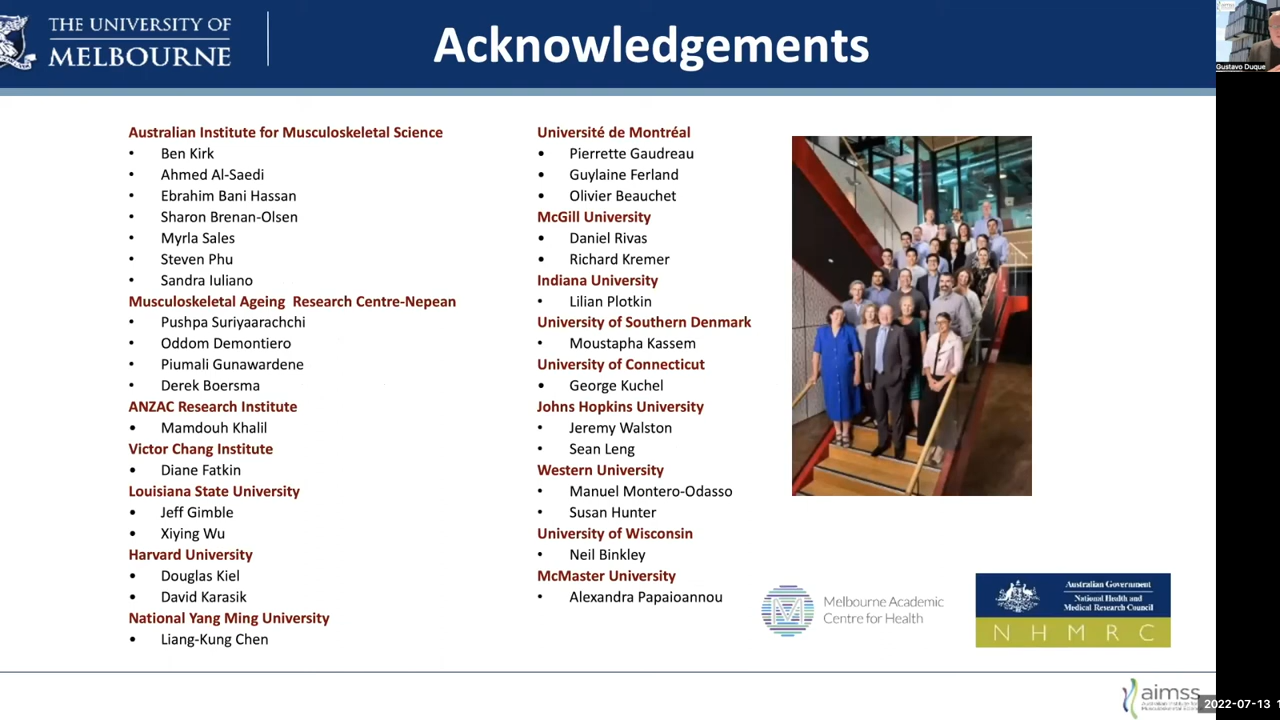 THE UNIVERSITY OF
MELBOURNE
Acknowledgements
Australian Institute for Musculoskeletal Science
• Ben Kirk
• Ahmed Al-Saedi
• Ebrahim Bani Hassan
• Sharon Brenan-Olsen
• Myrla Sales
• Steven Phu
• Sandra Iuliano
Musculoskeletal Ageing Research Centre-Nepean
• Pushpa Suriyaarachchi
• Oddom Demontiero
• Piumali Gunawardene
• Derek Boersma
ANZAC Research Institute
• Mamdouh Khalil
Victor Chang Institute
• Diane Fatkin
Louisiana State University
• Jeff Gimble
• Xiying Wu
Harvard University
• Douglas Kiel
• David Karasik
National Yang Ming University
• Liang-Kung Chen
Université de Montréal
• Pierrette Gaudreau
• Guylaine Ferland
• Olivier Beauchet
McGill University
• Daniel Rivas
• Richard Kremer
Indiana University
• Lilian Plotkin
University of Southern Denmark
• Moustapha Kassem
University of Connecticut
• George Kuchel
Johns Hopkins University
• Jeremy Walston
• Sean Leng
Western University
• Manuel Montero-Odasso
• Susan Hunter
University of Wisconsin
• Neil Binkley
McMaster University
• Alexandra Papaioannou
Melbourne Academic
Centre for Health
Australian Government
National Health and
Medical Research Council
NHMRC
aimss
Gustavo Duque
2022-07-13